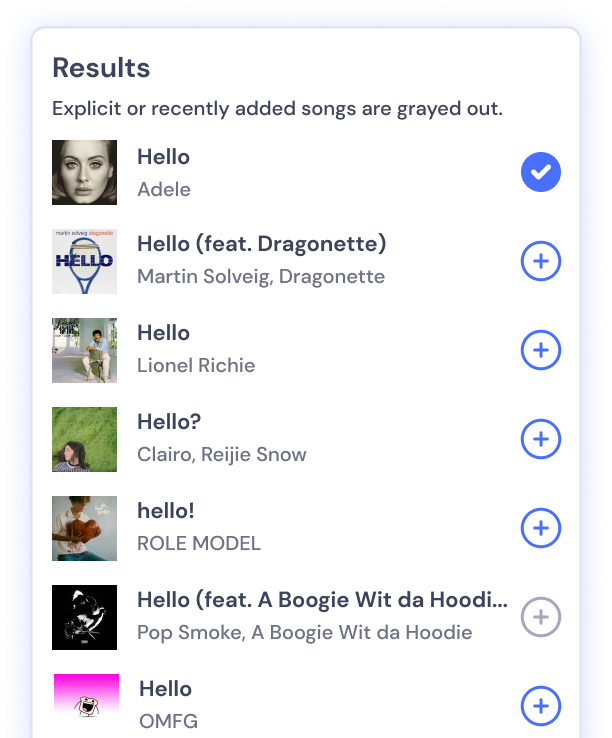 Results
Explicit or recently added songs are grayed out.
Hello
Adele
martin solveig dragonette
HELLO
Hello (feat. Dragonette)
Martin Solveig, Dragonette
Hello
Lionel Richie
Hello?
Clairo, Reijie Snow
hello!
ROLE MODEL
Hello (feat. A Boogie Wit da Hoodi...
Pop Smoke, A Boogie Wit da Hoodie
Hello
OMFG